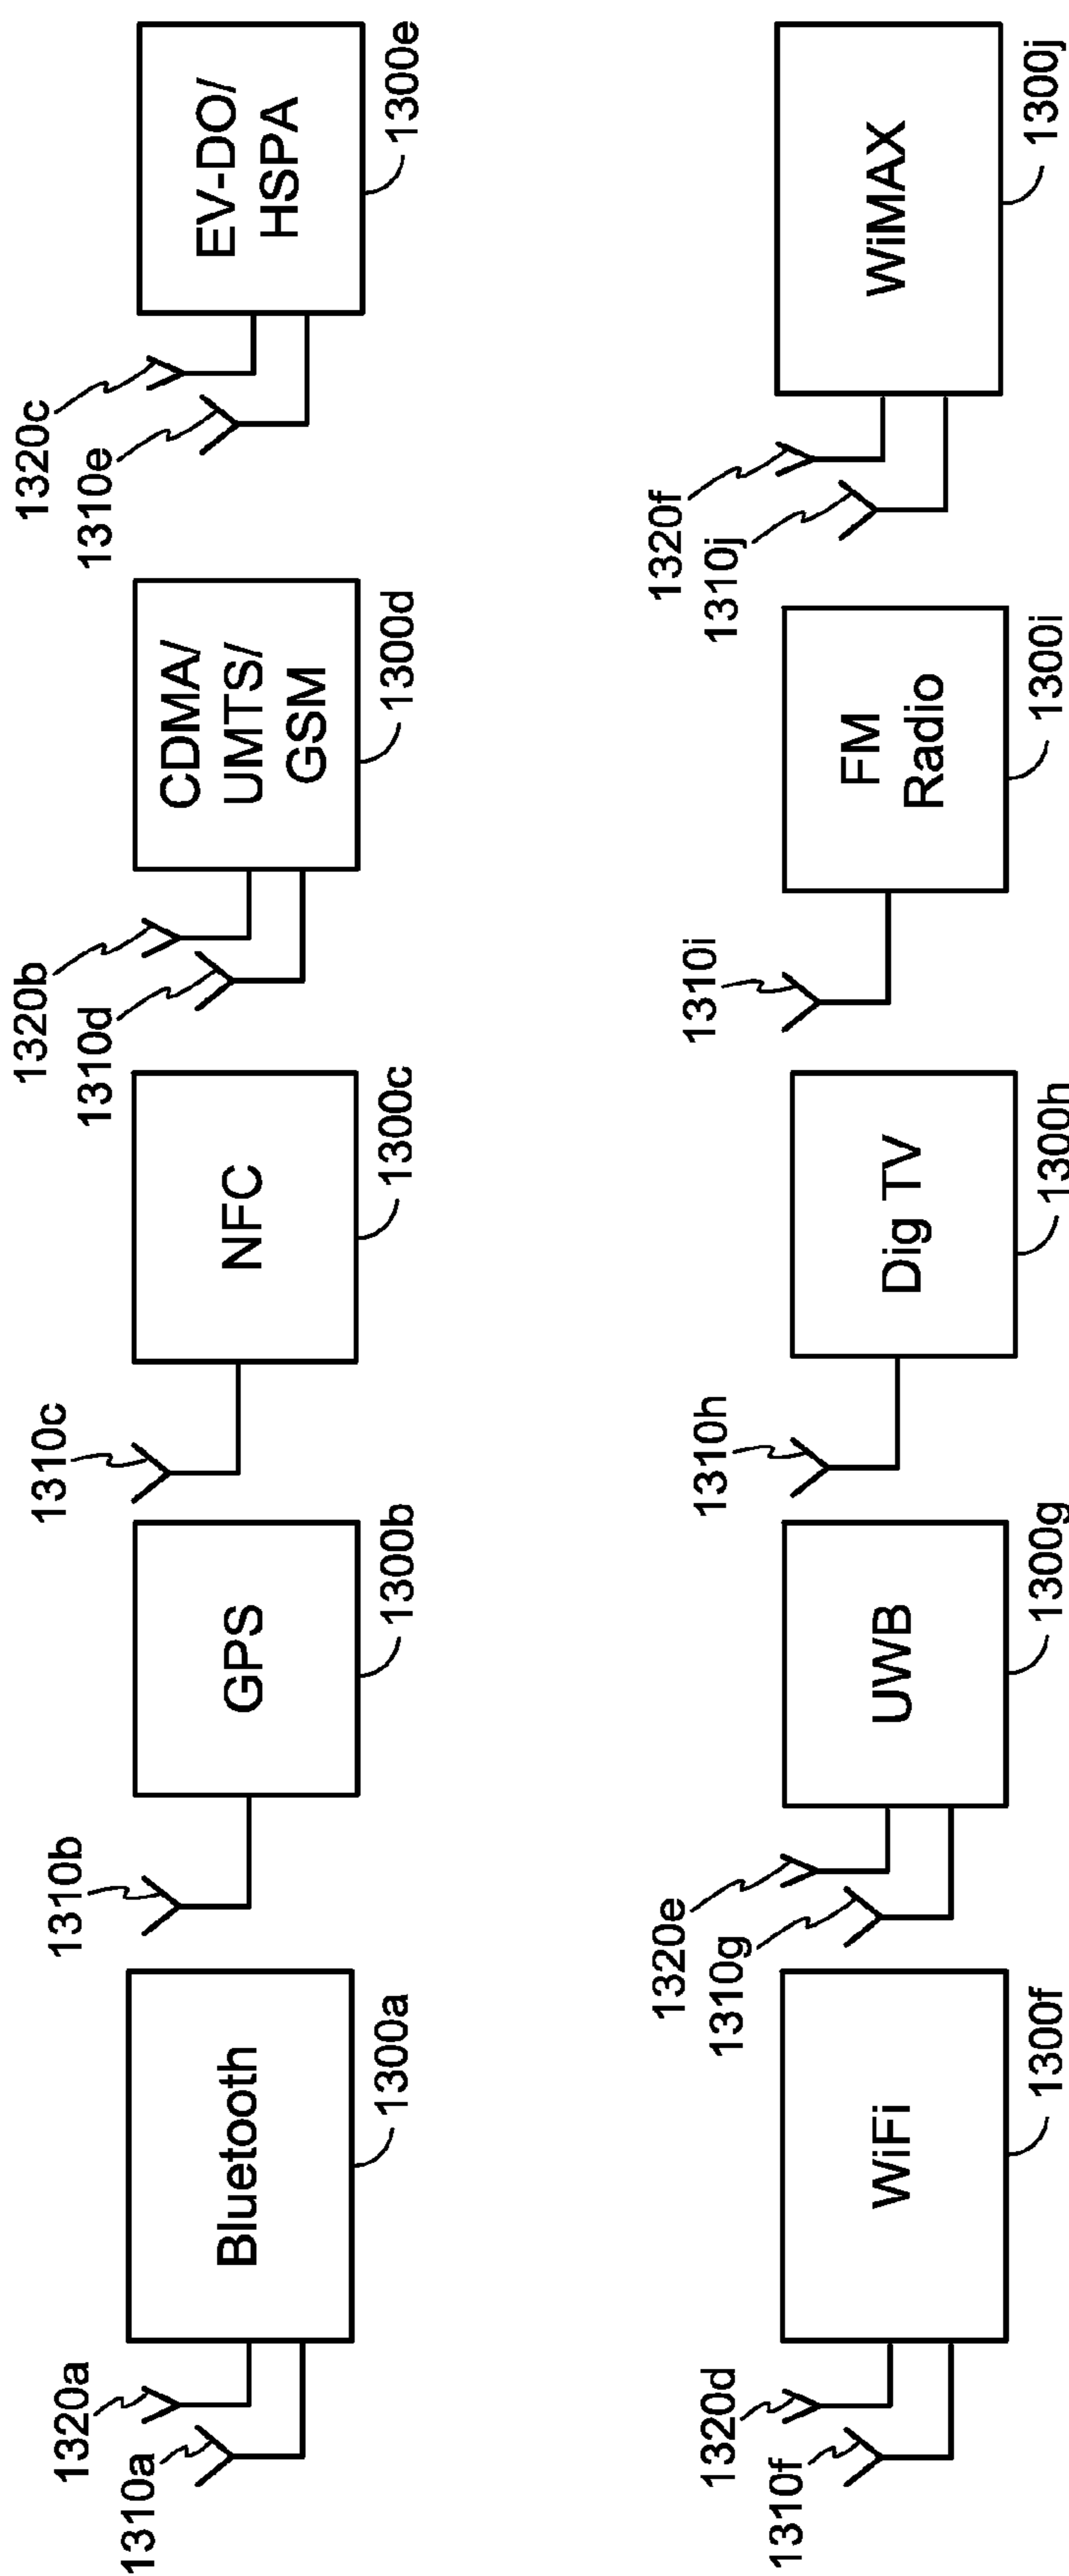 1320a
1310a
Bluetooth
1300a
1310b
GPS
1300b
1310c
NFC
1300c
1320b
1310d
CDMA/
UMTS/
GSM
1300d
1320c
1310e
EV-DO/
HSPA
1300e
1320d
1310f
WiFi
1300f
1320e
1310g
UWB
1300g
1310h
Dig TV
1300h
1310i
FM
Radio
1300i
1320f
1310j
WiMAX
1300j